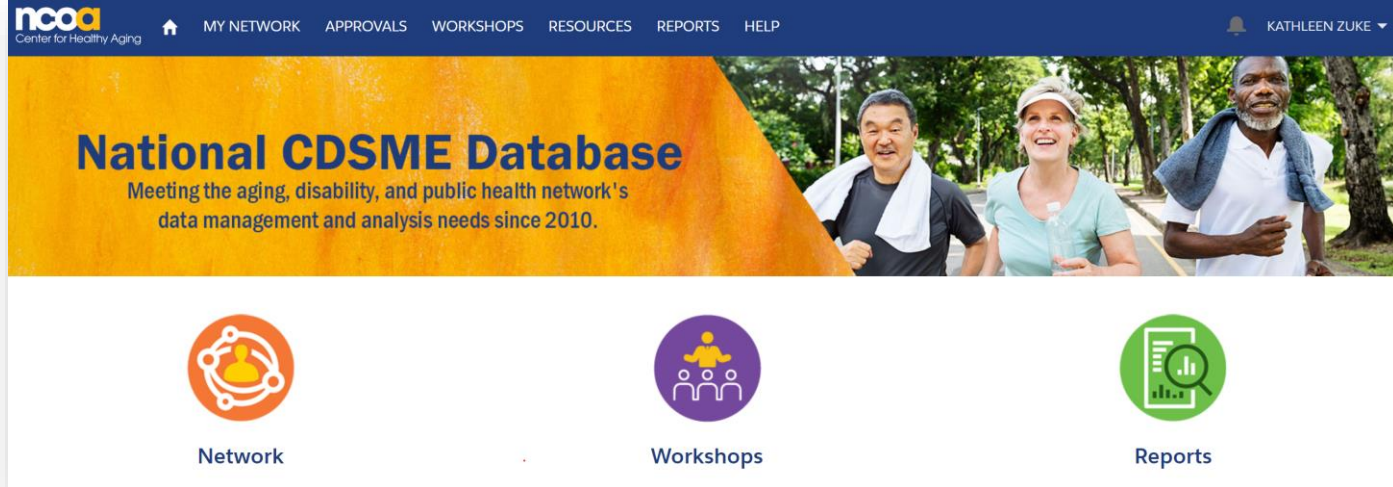 ncoa
Center for Healthy Aging
MY NETWORK APPROVALS WORKSHOPS RESOURCES REPORTS HELP KATHLEEN ZUKE
National CDSME Database
Meeting the aging, disability, and public health network's
data management and analysis needs since 2010.
Network Workshops Reports